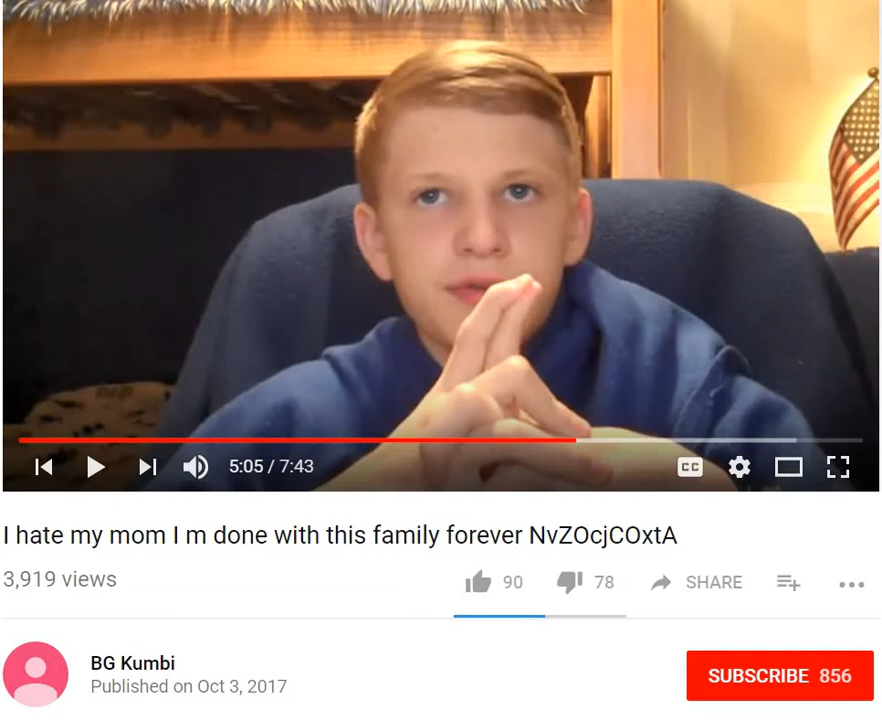 5:05 / 7:43
CC
I hate my mom I m done with this family forever NvZOcjCOxtA
3,919 views
90
78
SHARE
BG Kumbi
Published on Oct 3, 2017
SUBSCRIBE 856